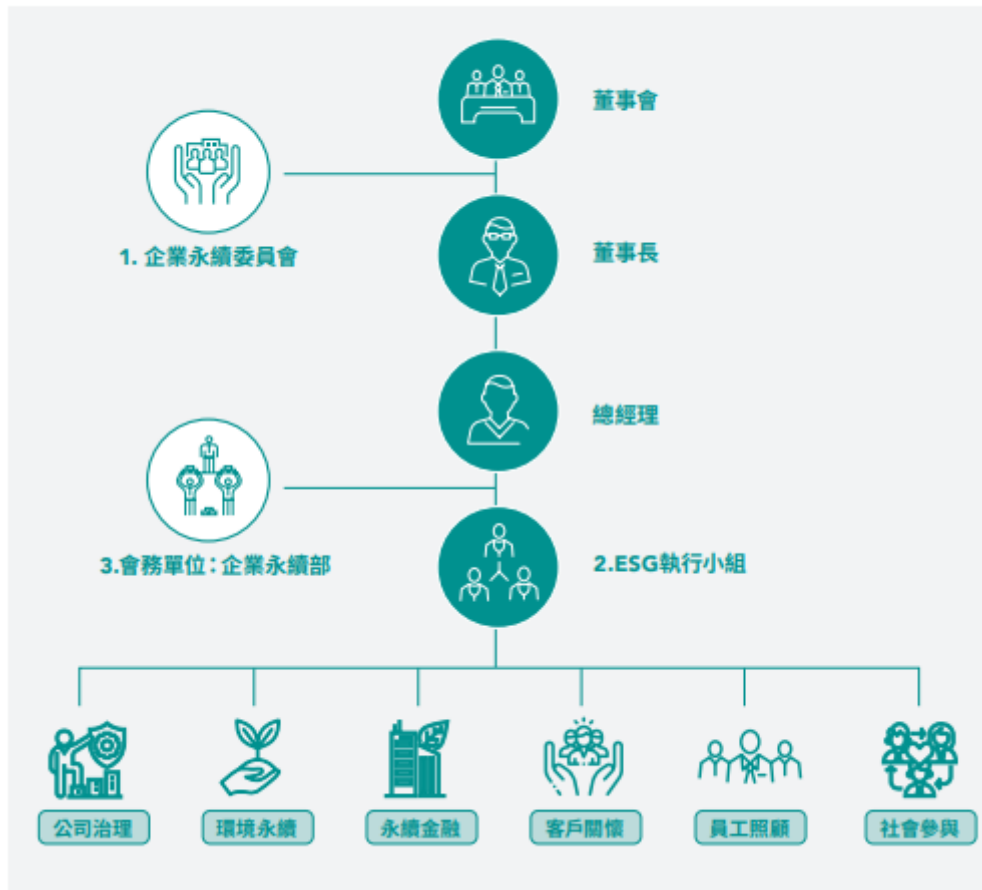 董事會
1. 企業永續委員會
董事長
總經理
3.會務單位：企業永續部
2.ESG執行小組
公司治理
環境永續
永續金融
客戶關懷
員工照顧
社會參與